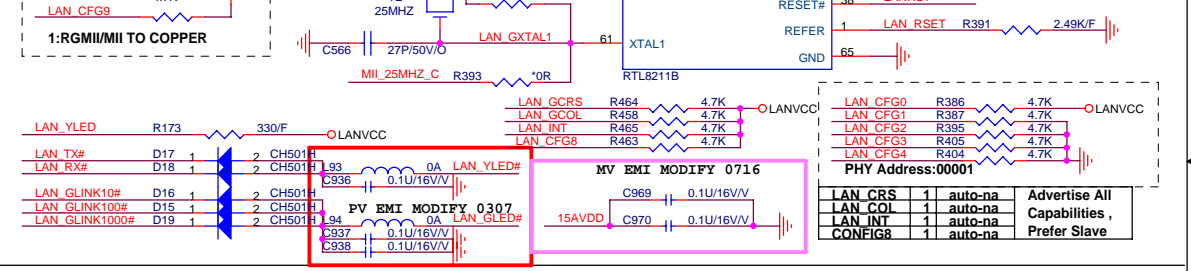 LAN_CFG9
1:RGMII/MII TO COPPER
25MHZ
C566
27P/50V/O
LAN_GXTAL1
61
XTAL1
RESET#
38
REFER
1
LAN_RSET
R391
2.49K/F
GND
65
RTL8211B
MII_25MHZ_C
R393
*0R
LAN_YLED
R173
330/F
LANVCC
LAN_GCRS
R464
4.7K
LANVCC
LAN_GCOL
R458
4.7K
LAN_INT
R465
4.7K
LAN_CFG8
R463
4.7K
LAN_CFG0
R386
4.7K
LANVCC
LAN_CFG1
R387
4.7K
LAN_CFG2
R395
4.7K
LAN_CFG3
R405
4.7K
LAN_CFG4
R404
4.7K
PHY Address:00001
LAN_TX#
D17
1
2
CH501H
LAN_RX#
D18
1
2
CH501H
LAN_GLINK10#
D16
1
2
CH501H
LAN_GLINK100#
D15
1
2
CH501H
LAN_GLINK1000#
D19
1
2
CH501H
L93
0A
LAN_YLED#
C936
0.1U/16V/V
PV EMI MODIFY 0307
L94
0A
LAN_GLED#
C937
0.1U/16V/V
C938
0.1U/16V/V
MV EMI MODIFY 0716
C969
0.1U/16V/V
15AVDD
C970
0.1U/16V/V
LAN_CRS 1 auto-na
LAN_COL 1 auto-na
LAN_INT 1 auto-na
CONFIG8 1 auto-na
Advertise All
Capabilities ,
Prefer Slave